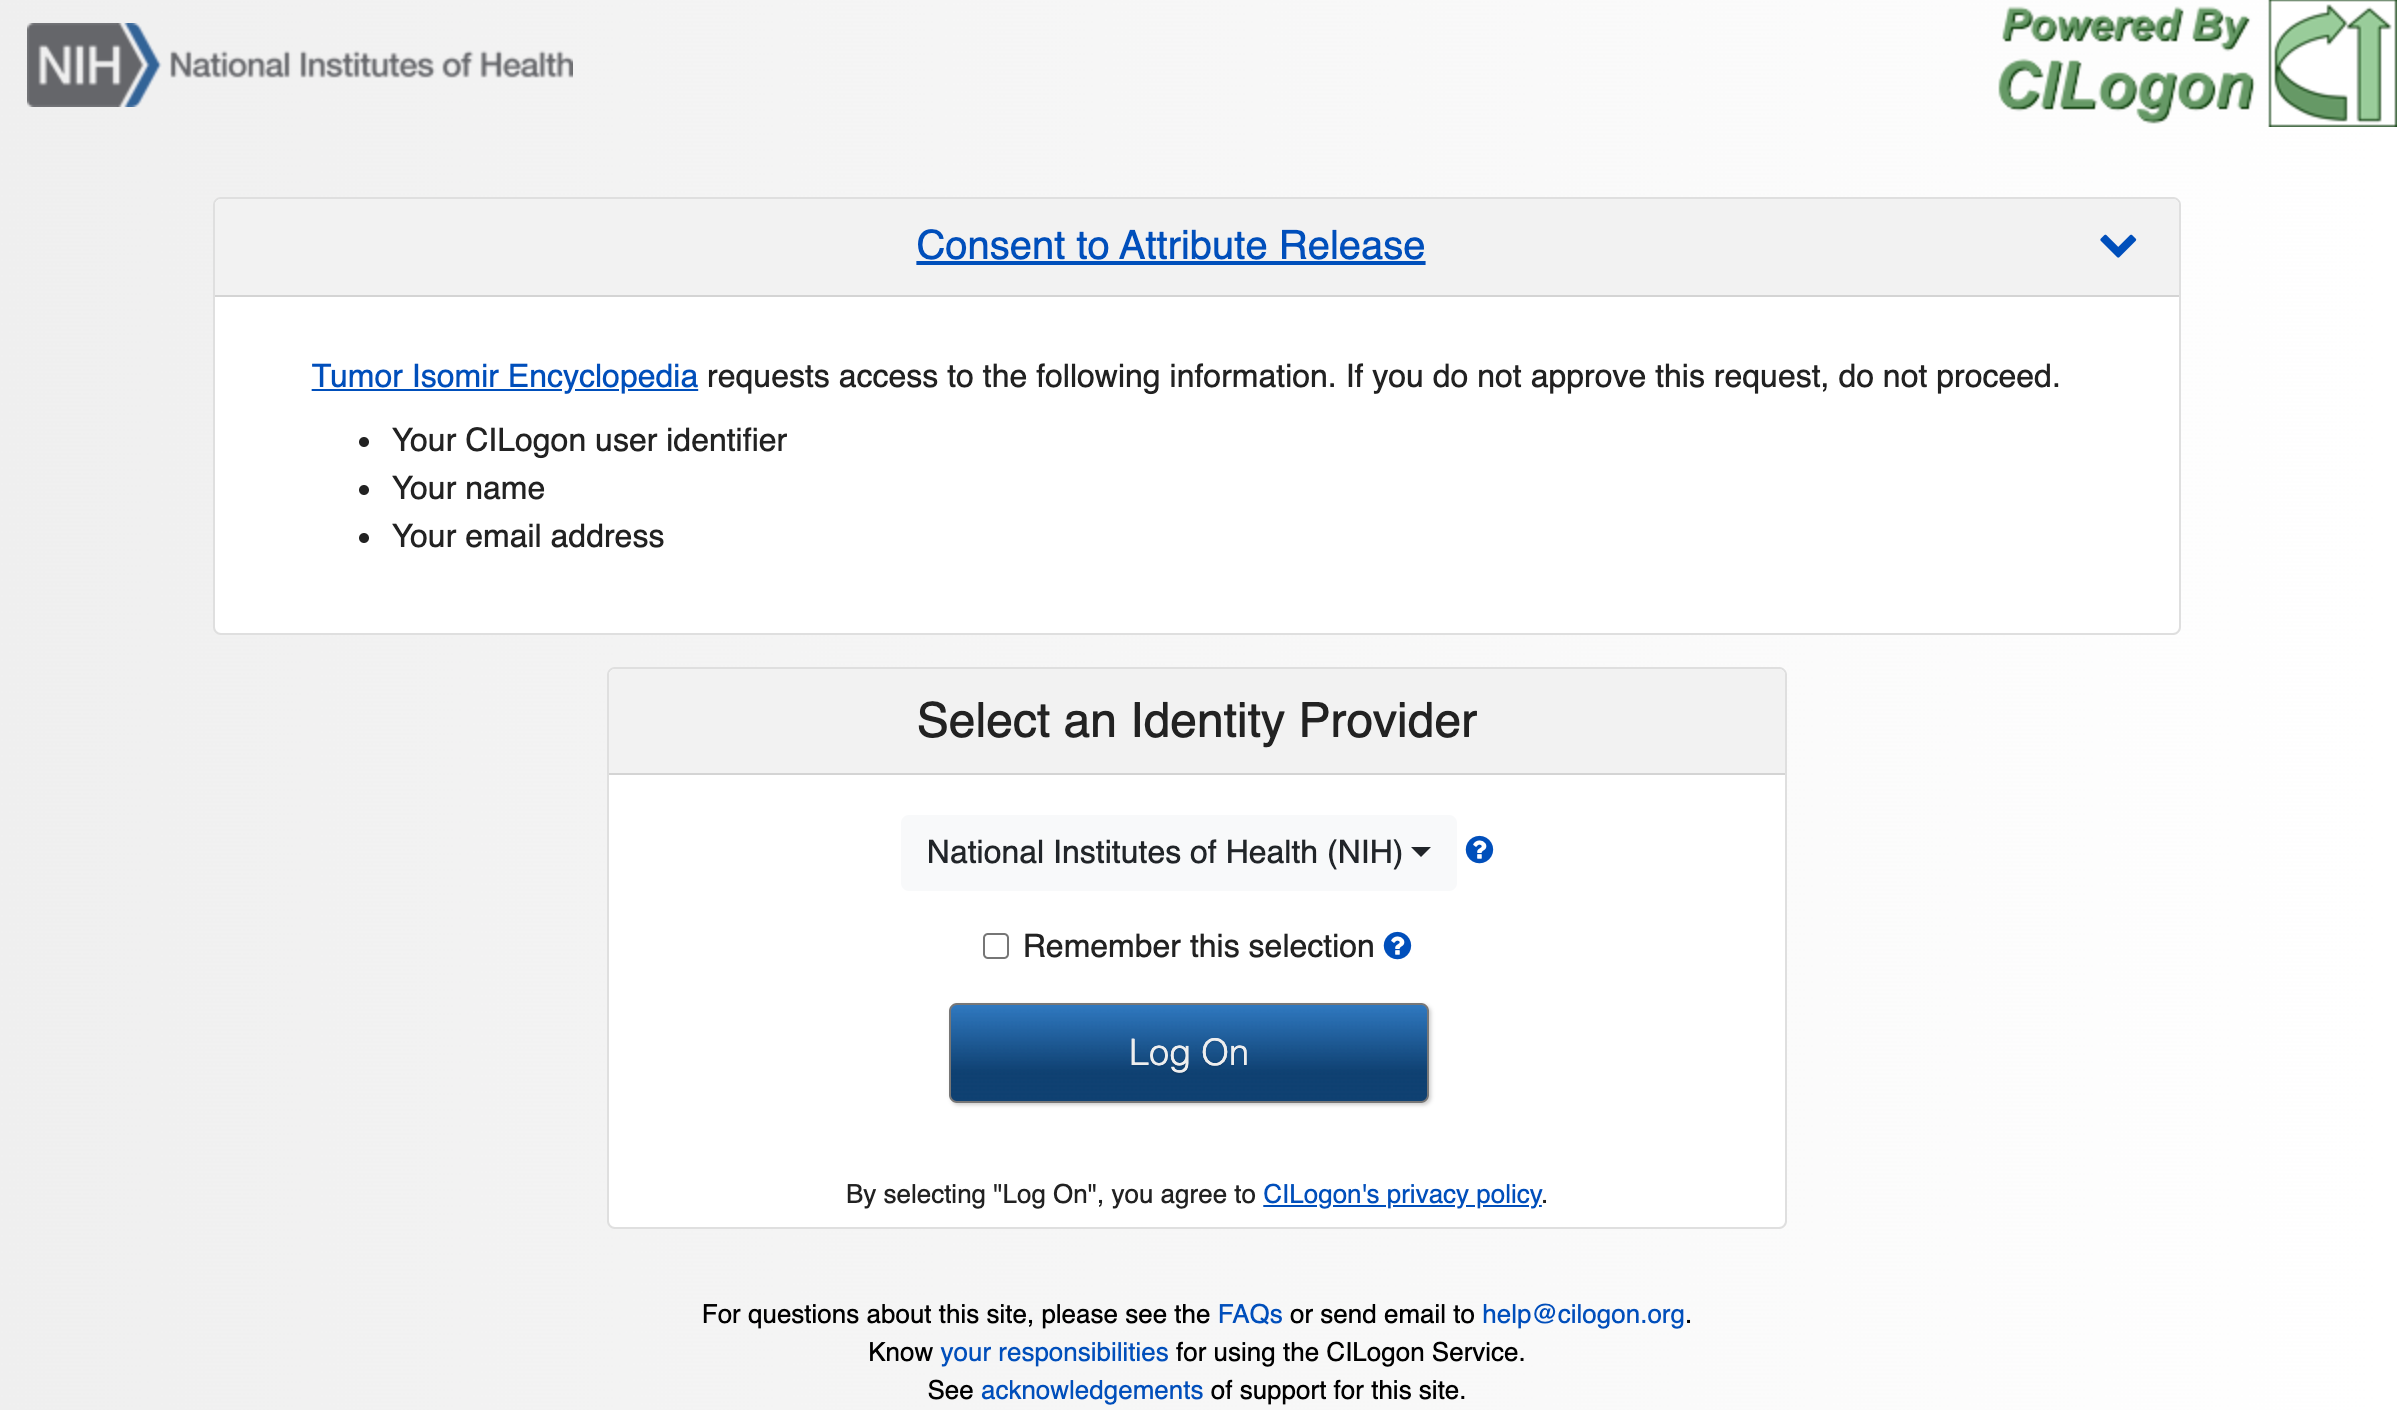 NIH National Institutes of Health
Powered By
CILogon
Consent to Attribute Release
Tumor Isomir Encyclopedia requests access to the following information. If you do not approve this request, do not proceed.
• Your CILogon user identifier
• Your name
• Your email address
Select an Identity Provider
National Institutes of Health (NIH)
Remember this selection
Log On
By selecting "Log On", you agree to CILogon's privacy policy.
For questions about this site, please see the FAQs or send email to help@cilogon.org.
Know your responsibilities for using the CILogon Service.
See acknowledgements of support for this site.